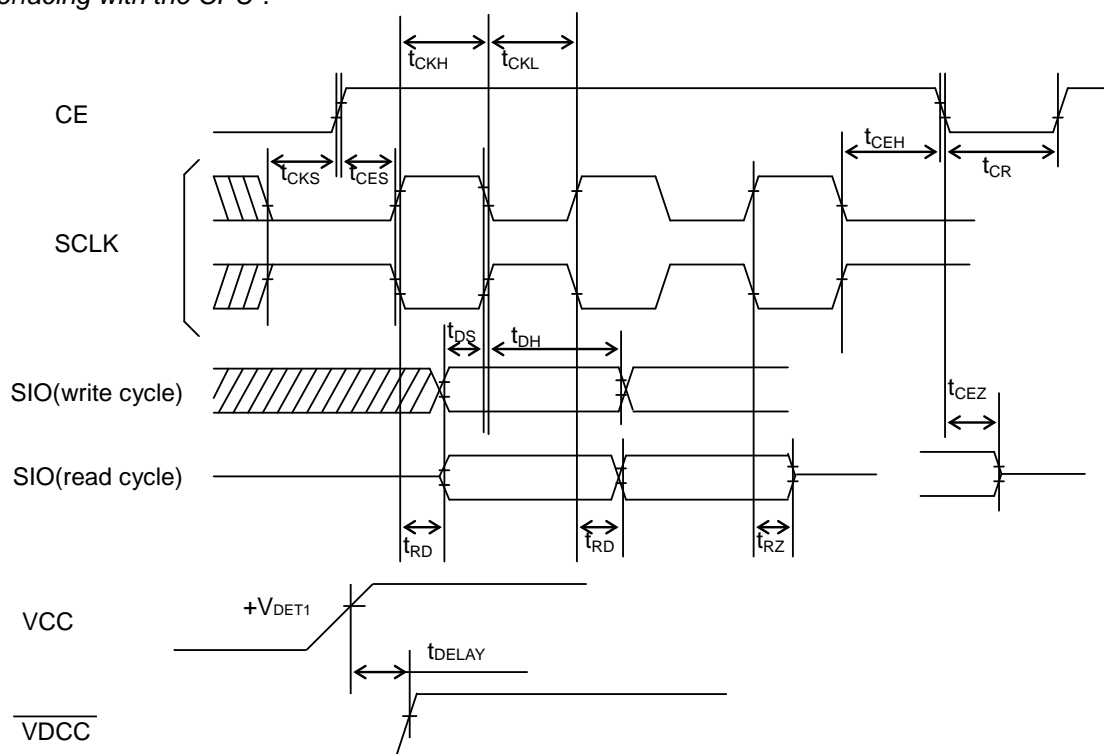 with the CPU".
tCKH
tCKL
CE
tCEH
tCKS
tCES
tCR
SCLK
tDS
tDH
SIO(write cycle)
tCEZ
SIO(read cycle)
tRD
tRD
tRZ
+VDET1
VCC
tDELAY
VDCC